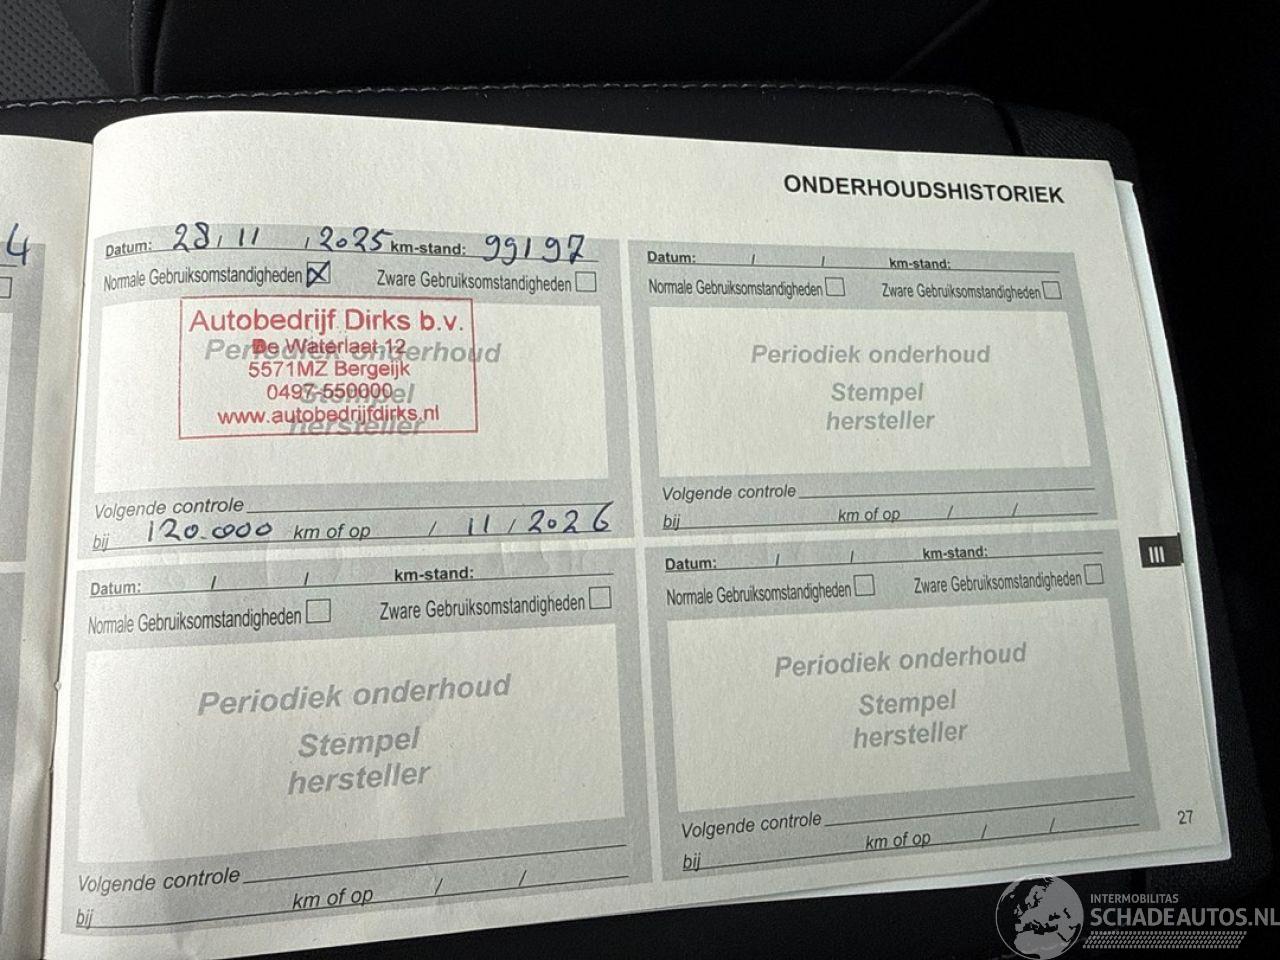 ONDERHOUDSHISTORIEK
4
Datum: 28 / 11 / 2025 km-stand: 99197
Normale Gebruiksomstandigheden Zware Gebruiksomstandigheden
Autobedrijf Dirks b.v.
De Waterlaat 12
5571MZ Bergeijk
0497-550000
www.autobedrijfdirks.nl
Periodiek onderhoud
Stempel
hersteller
Volgende controle
bij 120.000 km of op / 11 / 2026
Datum: / / km-stand:
Normale Gebruiksomstandigheden Zware Gebruiksomstandigheden
Periodiek onderhoud
Stempel
hersteller
Volgende controle
bij km of op / /
Datum: / / km-stand:
Normale Gebruiksomstandigheden Zware Gebruiksomstandigheden
Periodiek onderhoud
Stempel
hersteller
Volgende controle
bij km of op / /
Datum: / / km-stand:
Normale Gebruiksomstandigheden Zware Gebruiksomstandigheden
Periodiek onderhoud
Stempel
hersteller
Volgende controle
bij km of op / /
III
27
INTERMOBILITAS
SCHADEAUTOS.NL